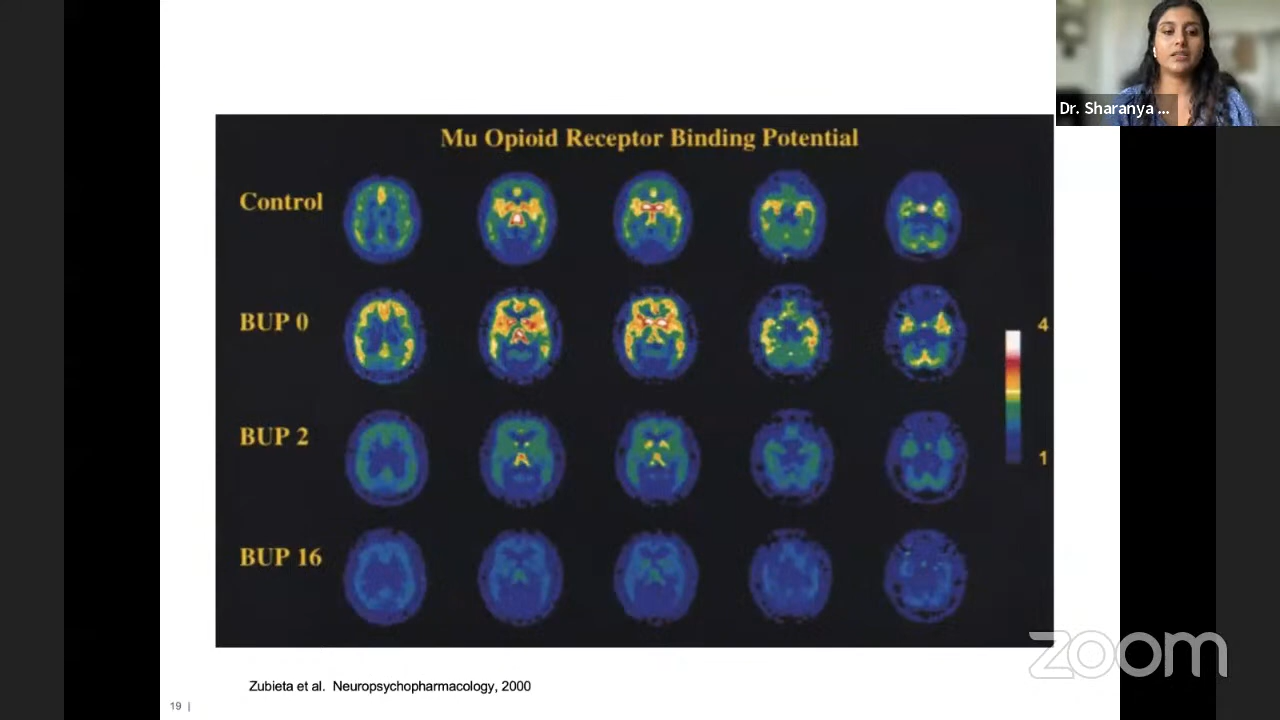 Dr. Sharanya ...
Mu Opioid Receptor Binding Potential
Control
BUP 0
4
BUP 2
1
BUP 16
zoom
Zubieta et al. Neuropsychopharmacology, 2000
19 |